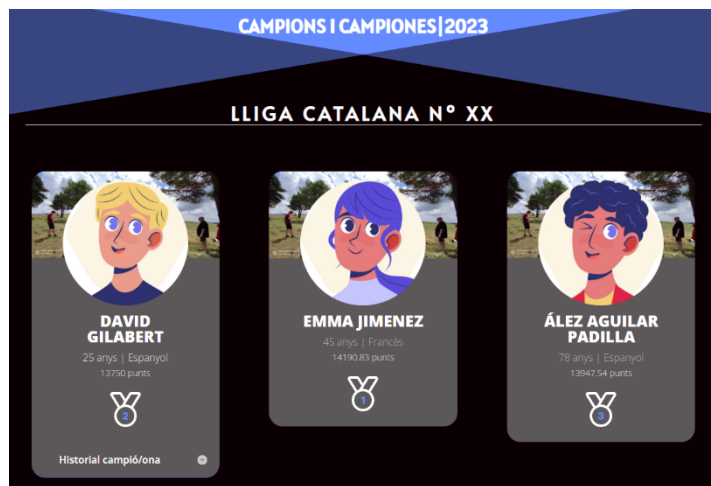 CAMPIONS I CAMPIONES|2023
LLIGA CATALANA Nº XX
DAVID
GILABERT
25 anys | Espanyol
13750 punts
2
Historial campió/ona
EMMA JIMENEZ
45 anys | Francès
14190.83 punts
1
ÁLEZ AGUILAR
PADILLA
78 anys | Espanyol
13947.54 punts
3